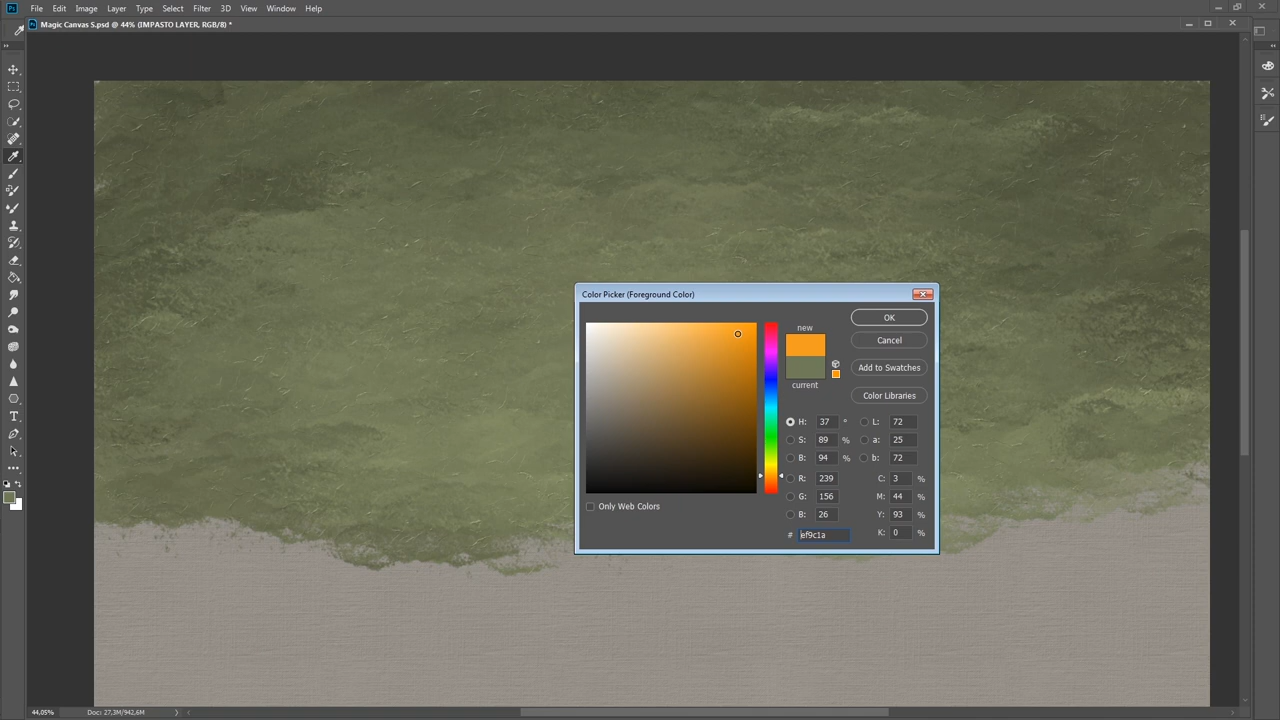 Ps File Edit Image Layer Type Select Filter 3D View Window Help
Ps Magic Canvas S.psd @ 44% (IMPASTO LAYER, RGB/8) *
Color Picker (Foreground Color)
new
current
OK
Cancel
Add to Swatches
Color Libraries
H: 37 ° L: 72
S: 89 % a: 25
B: 94 % b: 72
R: 239 C: 3 %
G: 156 M: 44 %
B: 26 Y: 93 %
# ef9c1a K: 0 %
Only Web Colors
44,05% Doc: 27,3M/942,6M